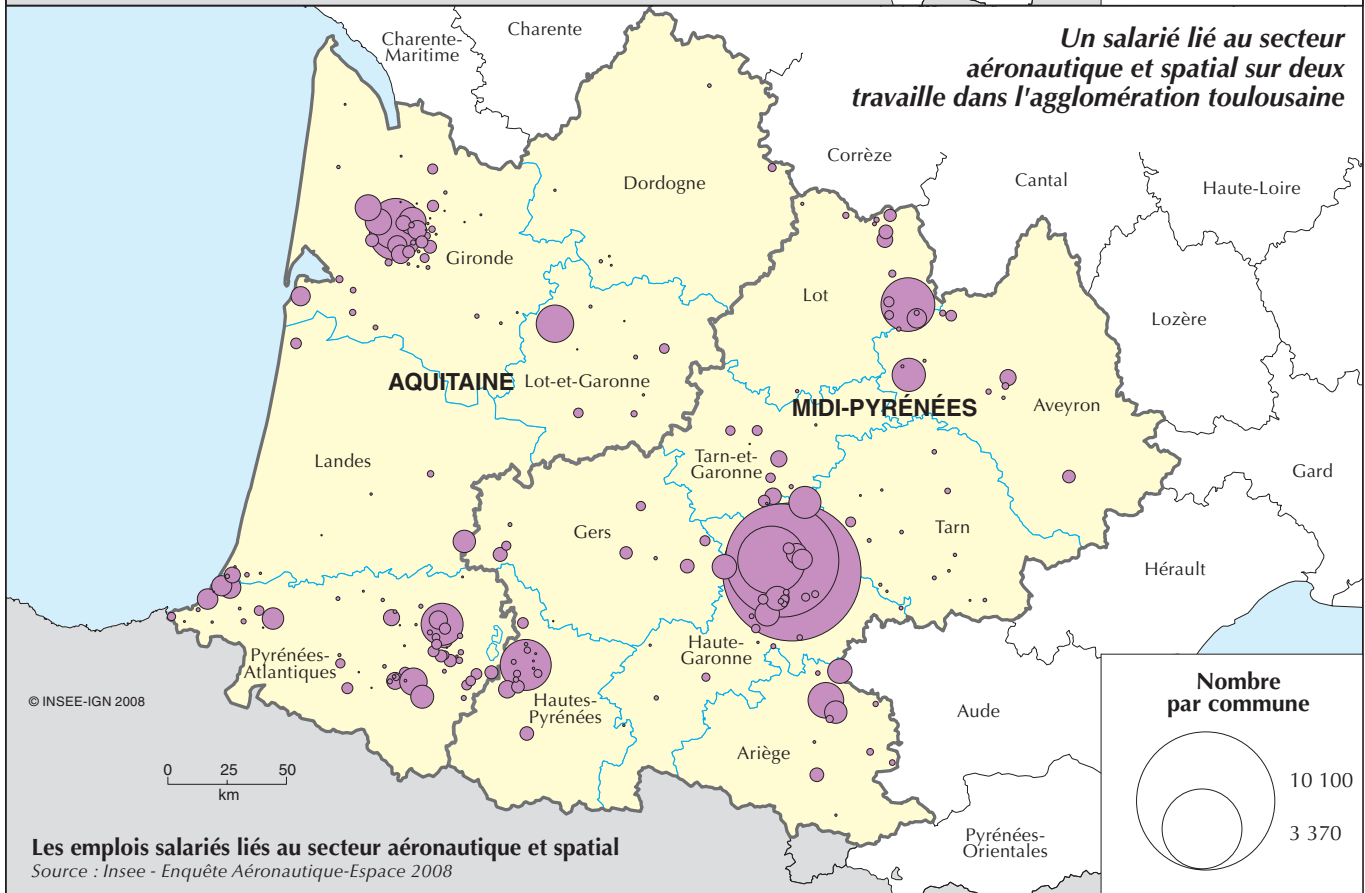 Un salarié lié au secteur
aéronautique et spatial sur deux
travaille dans l'agglomération toulousaine
Charente-
Maritime
Charente
Corrèze
Cantal
Haute-Loire
Dordogne
Gironde
Lot
Lozère
AQUITAINE
Lot-et-Garonne
MIDI-PYRÉNÉES
Aveyron
Landes
Tarn-et-
Garonne
Gard
Gers
Tarn
Hérault
Pyrénées-
Atlantiques
Haute-
Garonne
Hautes-
Pyrénées
Ariège
Aude
Pyrénées-
Orientales
© INSEE-IGN 2008
0 25 50
km
Nombre
par commune
10 100
3 370
Les emplois salariés liés au secteur aéronautique et spatial
Source : Insee - Enquête Aéronautique-Espace 2008